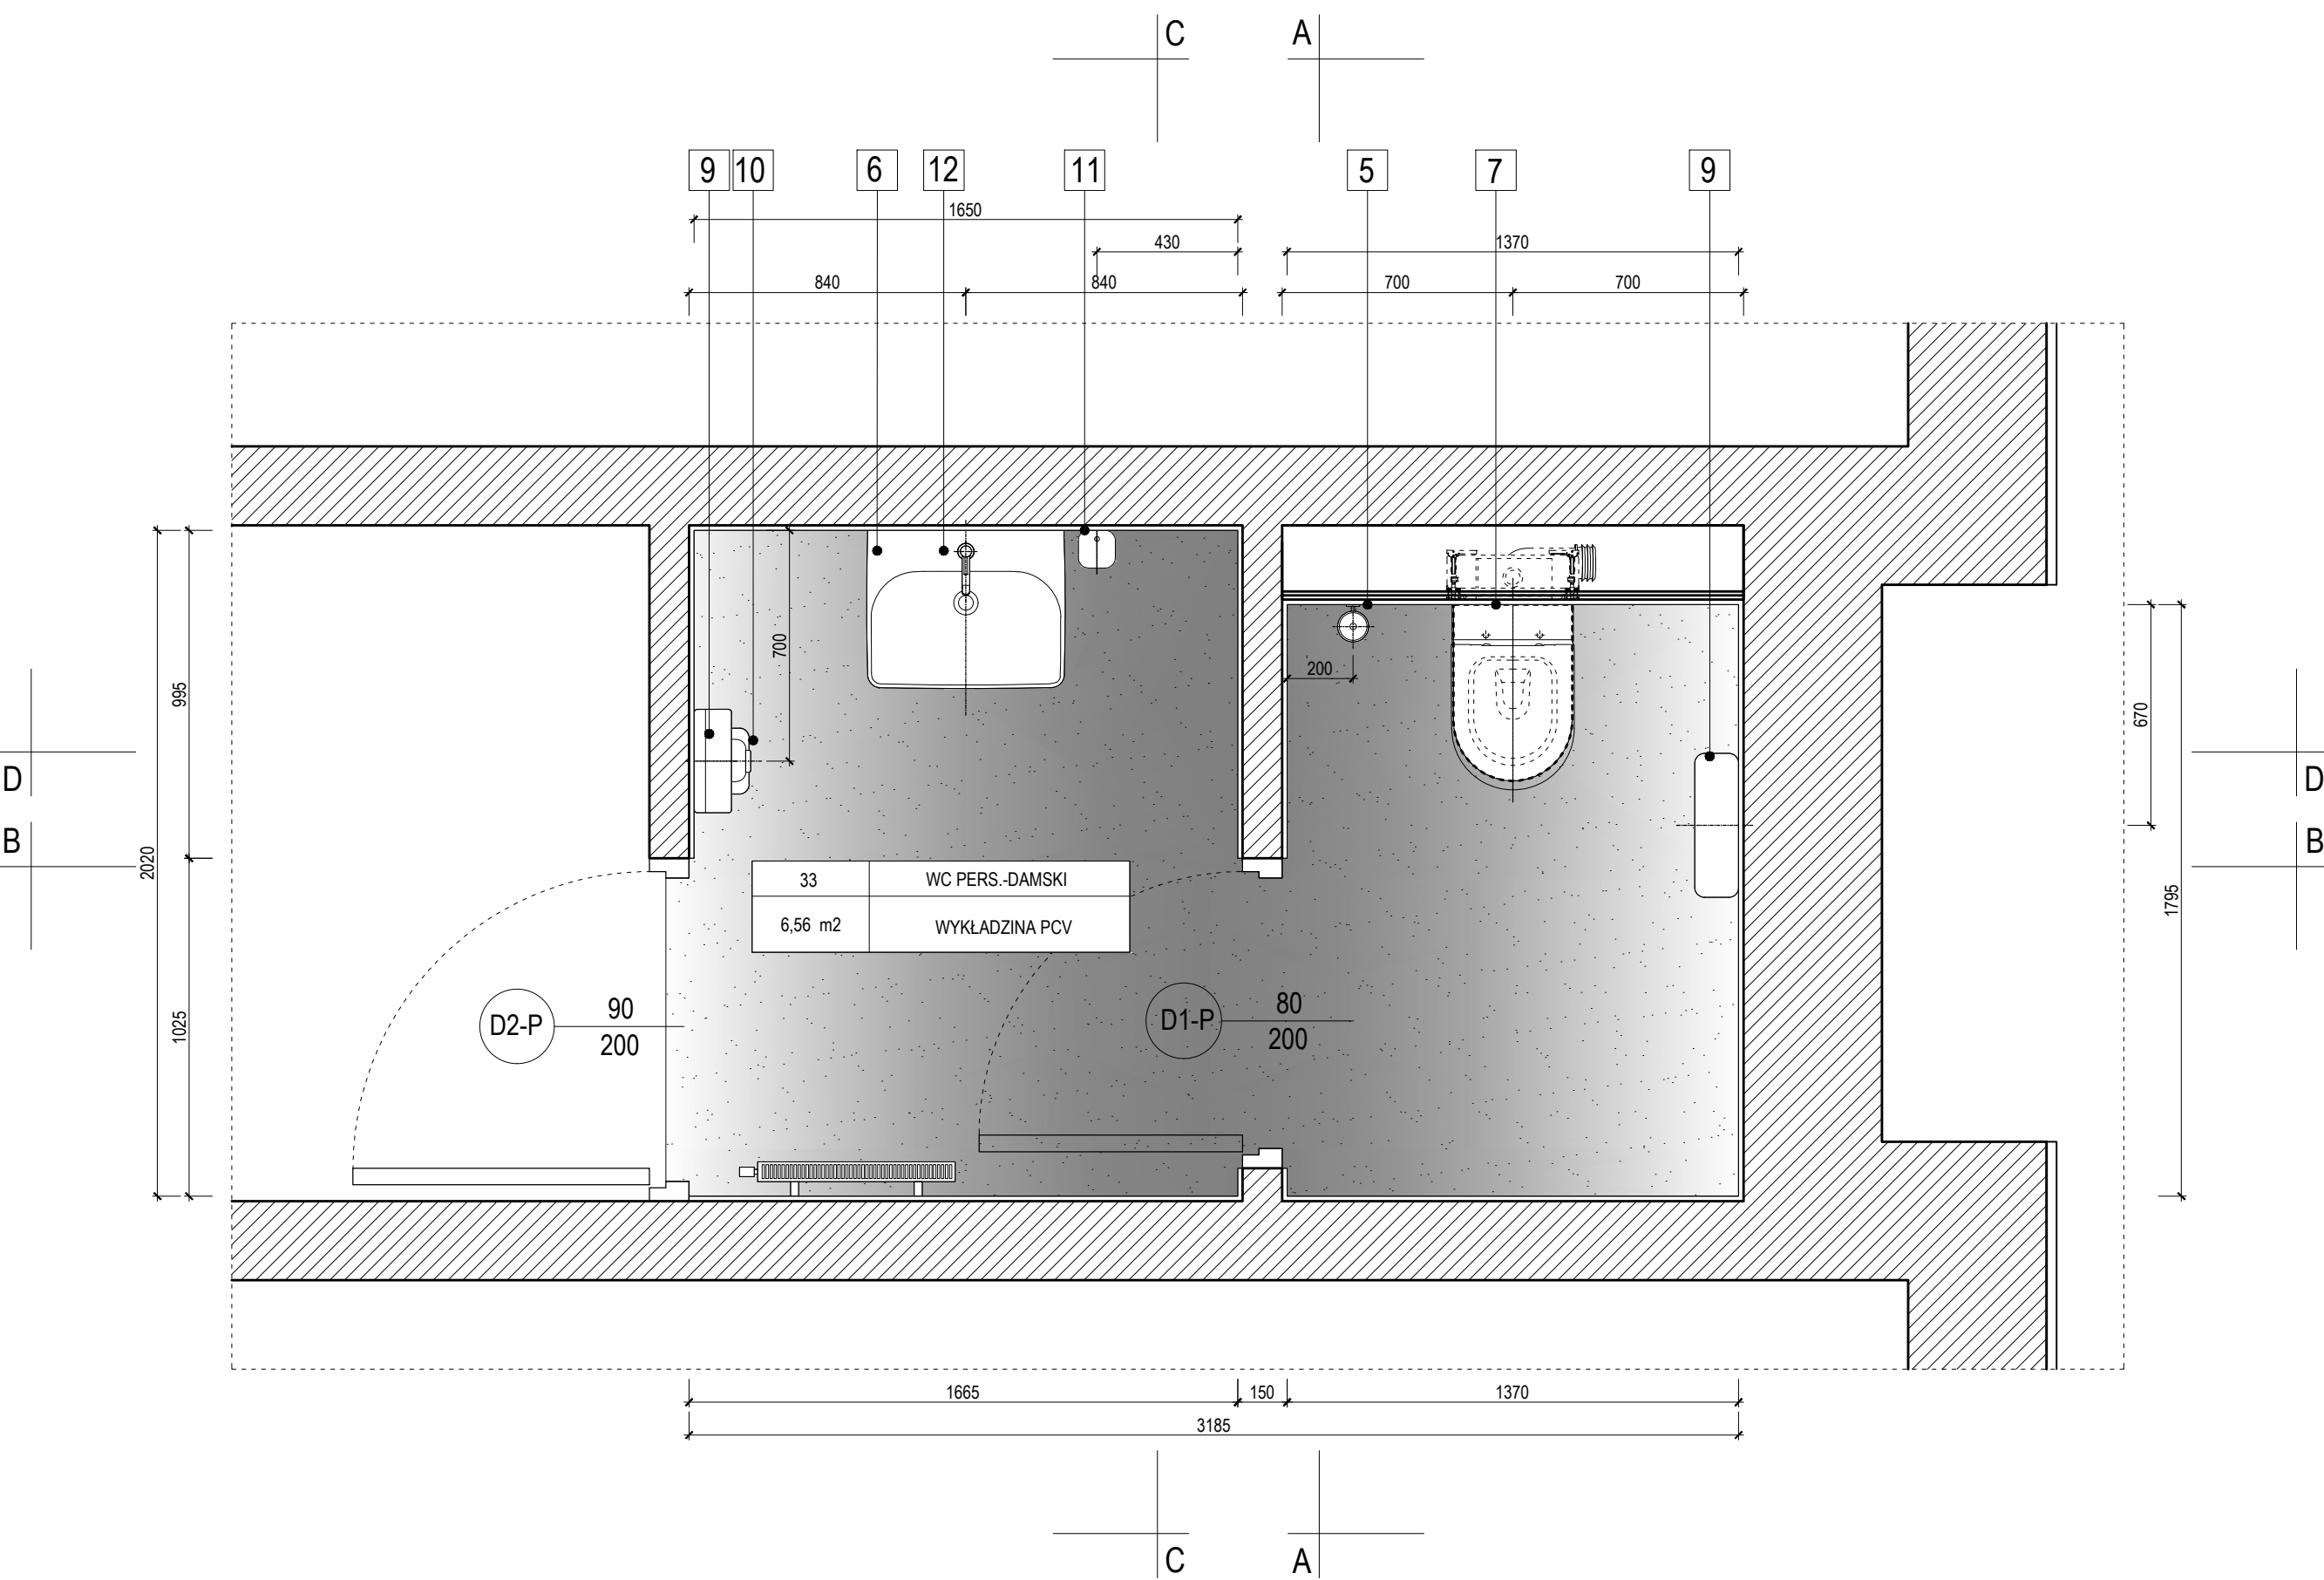 C A
9 10 6 12 11 5 7 9
1650
430 1370
840 840 700 700
700
200
995
2020
1025
670
1795
D D
B B
33 WC PERS.-DAMSKI
6,56 m2 WYKŁADZINA PCV
D2-P 90
200
D1-P 80
200
1665 150 1370
3185
C A